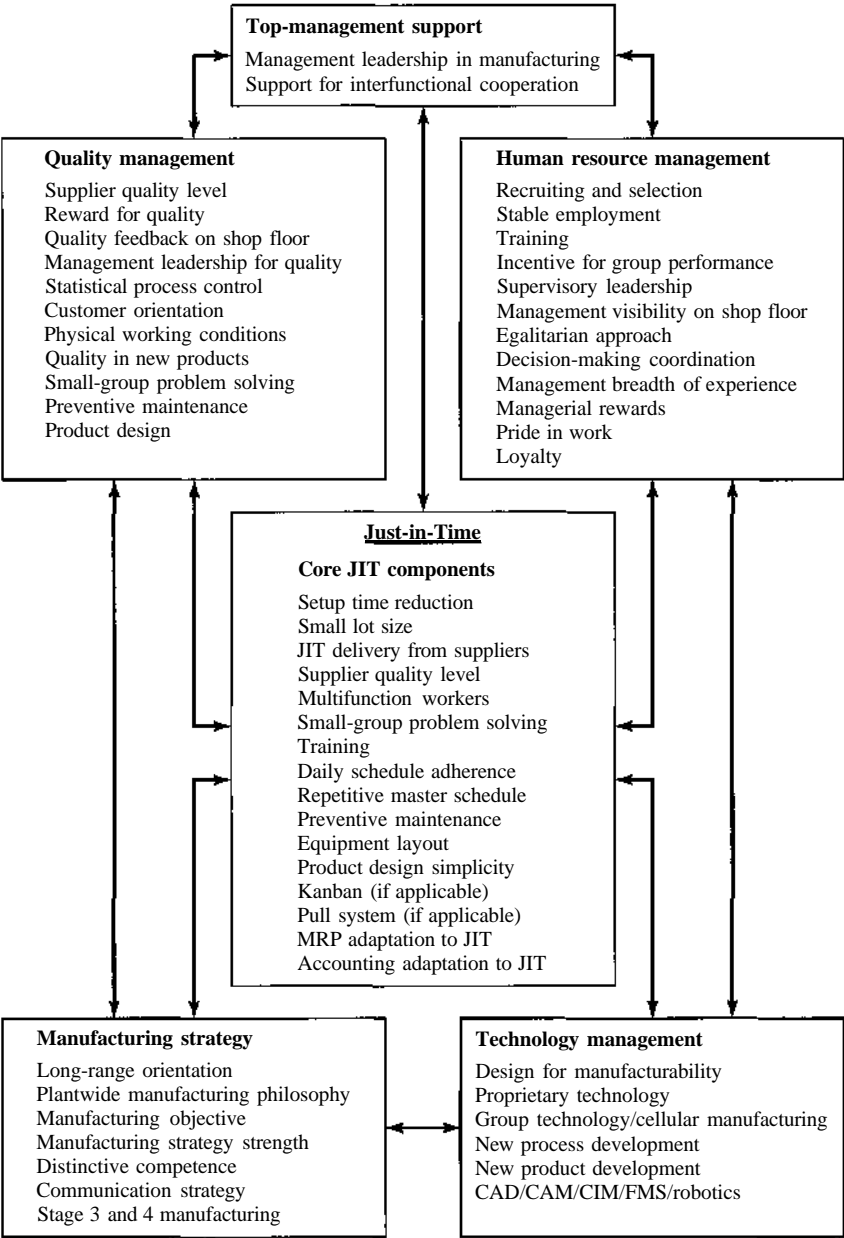 Top-management support
Management leadership in manufacturing
Support for interfunctional cooperation
Quality management
Supplier quality level
Reward for quality
Quality feedback on shop floor
Management leadership for quality
Statistical process control
Customer orientation
Physical working conditions
Quality in new products
Small-group problem solving
Preventive maintenance
Product design
Human resource management
Recruiting and selection
Stable employment
Training
Incentive for group performance
Supervisory leadership
Management visibility on shop floor
Egalitarian approach
Decision-making coordination
Management breadth of experience
Managerial rewards
Pride in work
Loyalty
Just-in-Time
Core JIT components
Setup time reduction
Small lot size
JIT delivery from suppliers
Supplier quality level
Multifunction workers
Small-group problem solving
Training
Daily schedule adherence
Repetitive master schedule
Preventive maintenance
Equipment layout
Product design simplicity
Kanban (if applicable)
Pull system (if applicable)
MRP adaptation to JIT
Accounting adaptation to JIT
Manufacturing strategy
Long-range orientation
Plantwide manufacturing philosophy
Manufacturing objective
Manufacturing strategy strength
Distinctive competence
Communication strategy
Stage 3 and 4 manufacturing
Technology management
Design for manufacturability
Proprietary technology
Group technology/cellular manufacturing
New process development
New product development
CAD/CAM/CIM/FMS/robotics